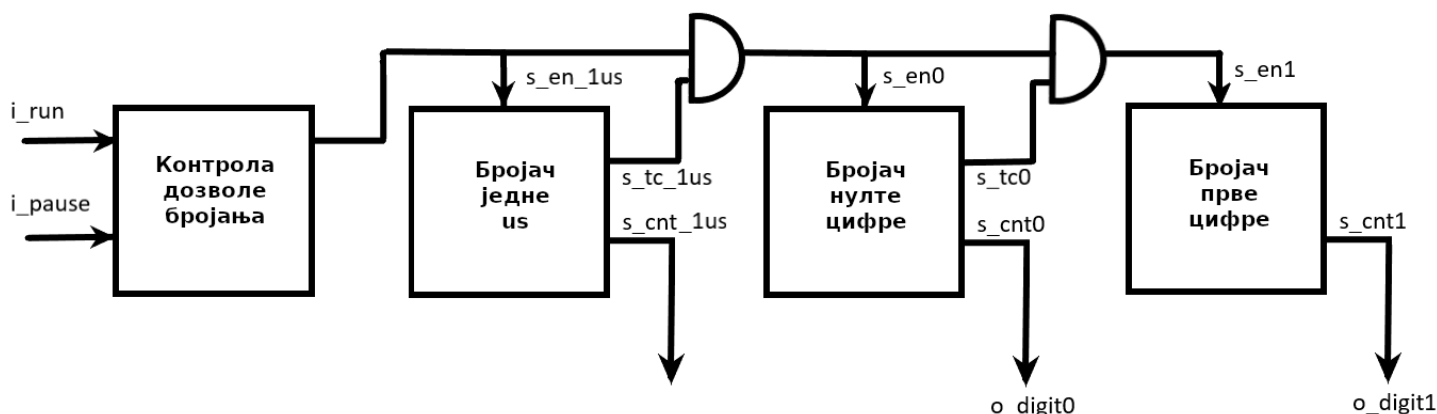 i_run
i_pause
Контрола
дозволе
бројања
s_en_1us
Бројач
једне
us
s_tc_1us
s_cnt_1us
s_en0
Бројач
нулте
цифре
s_tc0
s_cnt0
o_digit0
s_en1
Бројач
прве
цифре
s_cnt1
o_digit1